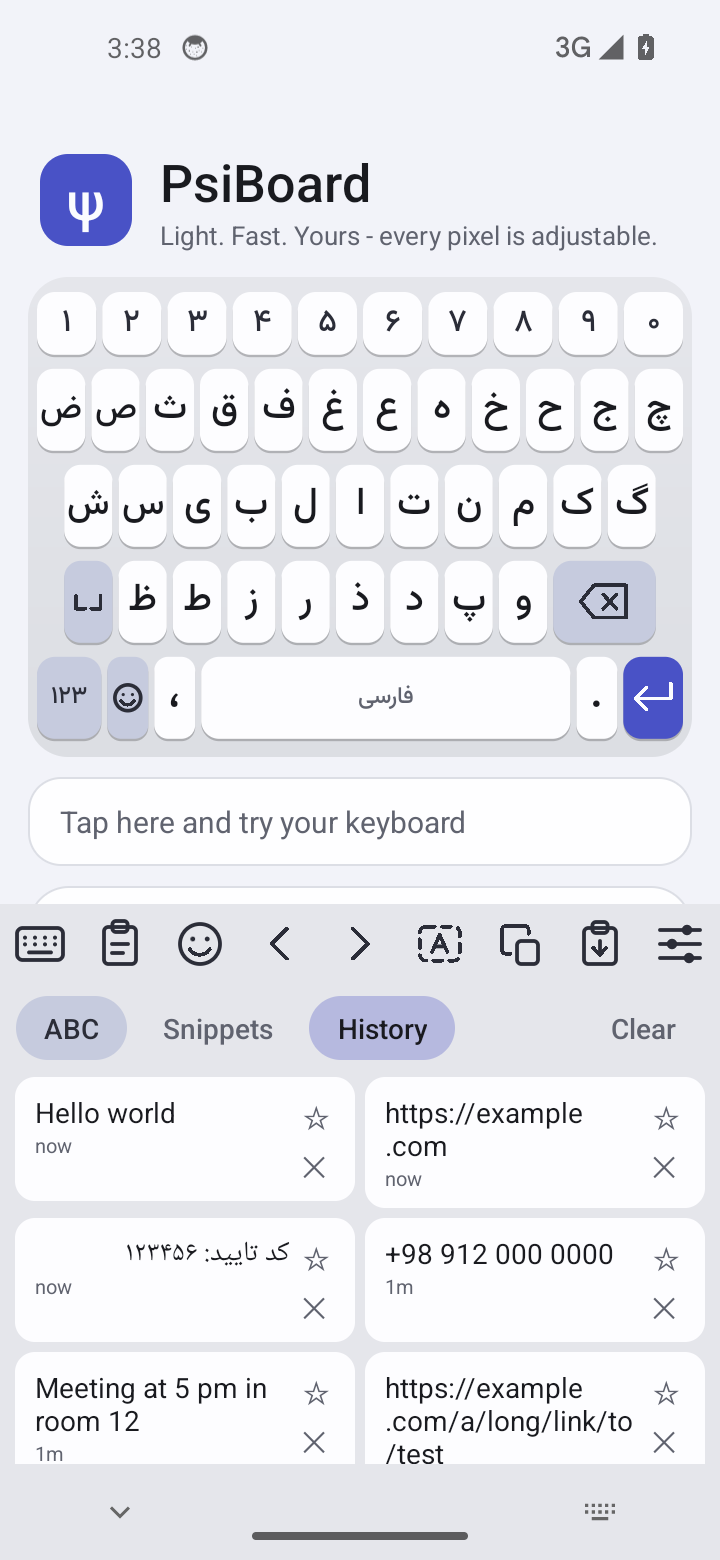 3:38
3G
ψ
PsiBoard
Light. Fast. Yours - every pixel is adjustable.
۱ ۲ ۳ ۴ ۵ ۶ ۷ ۸ ۹ ۰
ض ص ث ق ف غ ع ه خ ح ج چ
ش س ی ب ل ا ت ن م ک گ
ظ ط ز ر ذ د پ و
۱۲۳ ، فارسی .
Tap here and try your keyboard
A
ABC Snippets History Clear
Hello world
now
https://example
.com
now
کد تایید: ۱۲۳۴۵۶
now
+98 912 000 0000
1m
Meeting at 5 pm in
room 12
1m
https://example
.com/a/long/link/to
/test